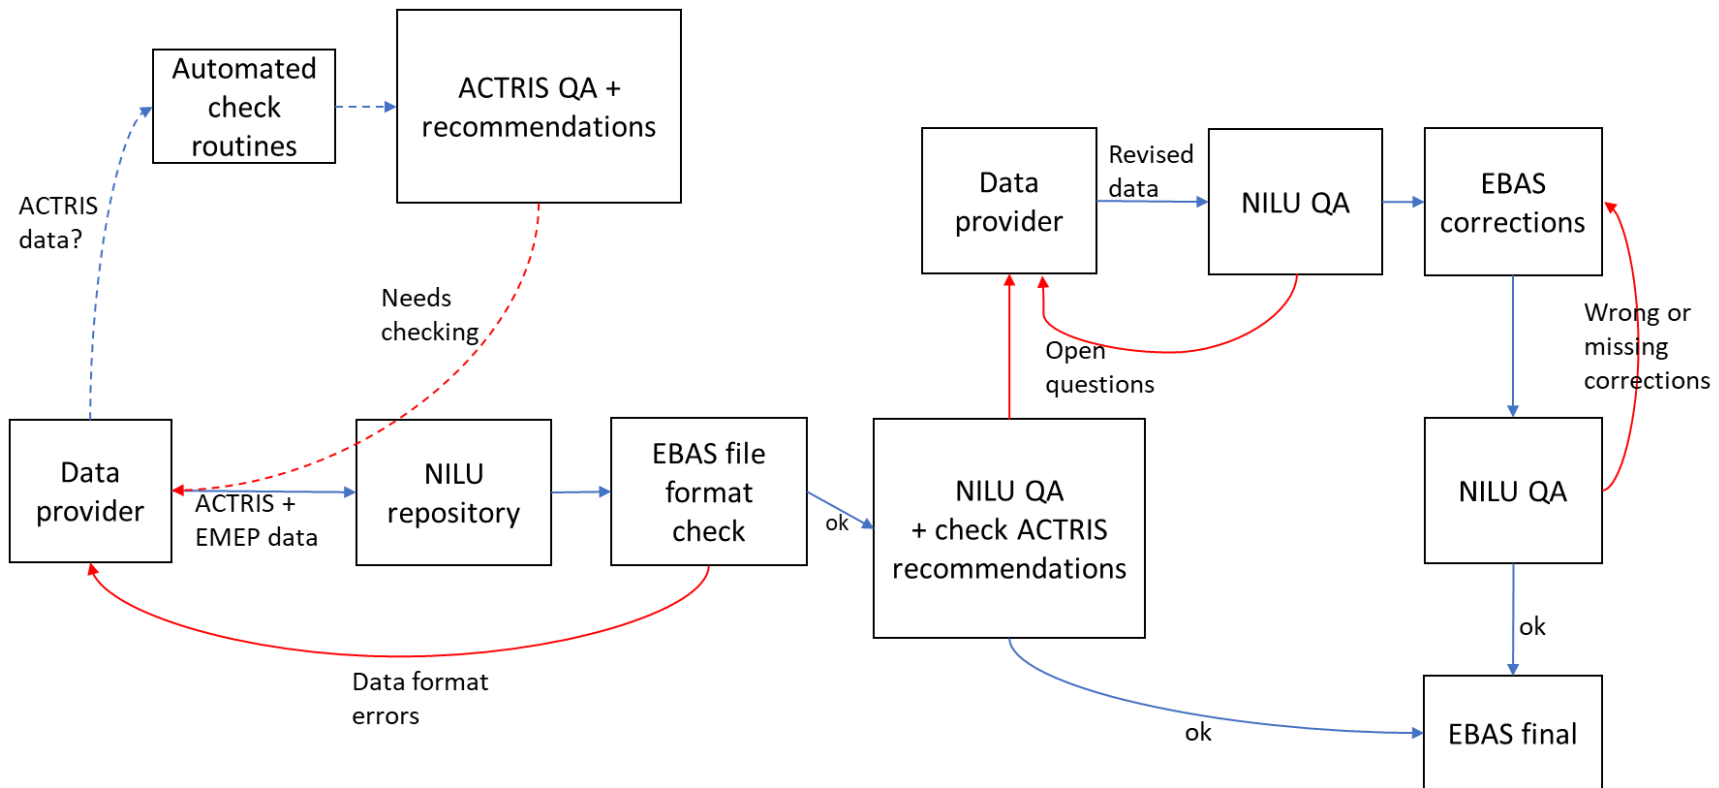 Automated
check
routines
ACTRIS QA +
recommendations
ACTRIS
data?
Needs
checking
Data
provider
ACTRIS +
EMEP data
NILU
repository
EBAS file
format
check
ok
Data format
errors
NILU QA
+ check ACTRIS
recommendations
ok
Data
provider
Revised
data
NILU QA
Open
questions
EBAS
corrections
Wrong or
missing
corrections
NILU QA
ok
EBAS final